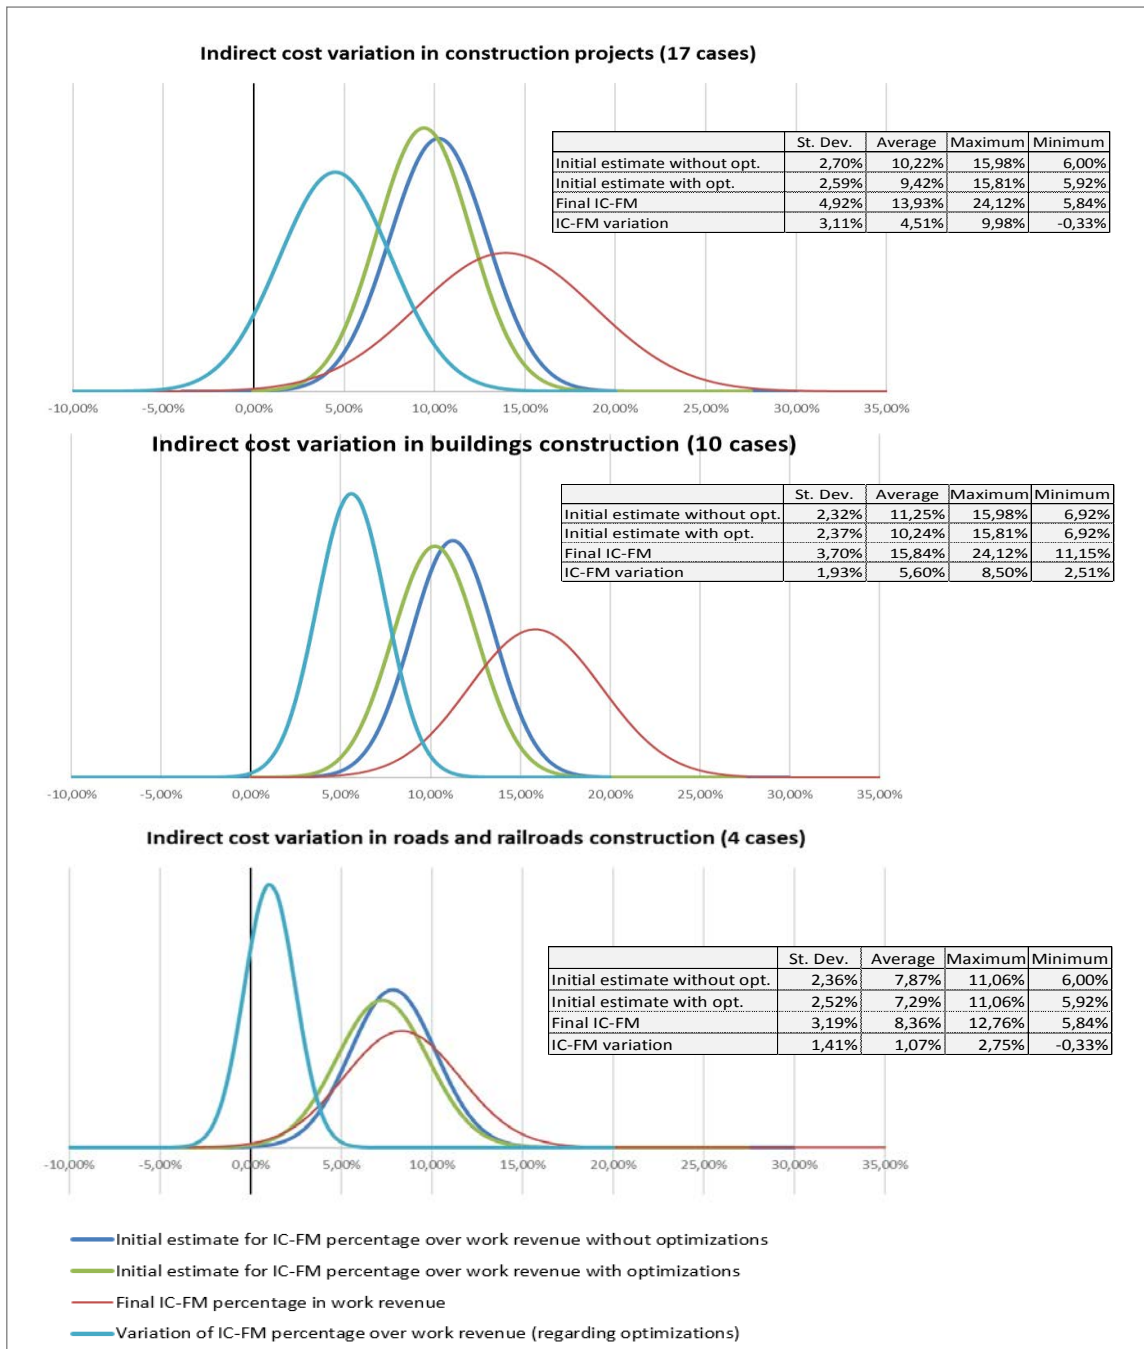 Indirect cost variation in construction projects (17 cases)
St. Dev. Average Maximum Minimum
Initial estimate without opt. 2,70% 10,22% 15,98% 6,00%
Initial estimate with opt. 2,59% 9,42% 15,81% 5,92%
Final IC-FM 4,92% 13,93% 24,12% 5,84%
IC-FM variation 3,11% 4,51% 9,98% -0,33%
-10,00% -5,00% 0,00% 5,00% 10,00% 15,00% 20,00% 25,00% 30,00% 35,00%
Indirect cost variation in buildings construction (10 cases)
St. Dev. Average Maximum Minimum
Initial estimate without opt. 2,32% 11,25% 15,98% 6,92%
Initial estimate with opt. 2,37% 10,24% 15,81% 6,92%
Final IC-FM 3,70% 15,84% 24,12% 11,15%
IC-FM variation 1,93% 5,60% 8,50% 2,51%
-10,00% -5,00% 0,00% 5,00% 10,00% 15,00% 20,00% 25,00% 30,00% 35,00%
Indirect cost variation in roads and railroads construction (4 cases)
St. Dev. Average Maximum Minimum
Initial estimate without opt. 2,36% 7,87% 11,06% 6,00%
Initial estimate with opt. 2,52% 7,29% 11,06% 5,92%
Final IC-FM 3,19% 8,36% 12,76% 5,84%
IC-FM variation 1,41% 1,07% 2,75% -0,33%
-10,00% -5,00% 0,00% 5,00% 10,00% 15,00% 20,00% 25,00% 30,00% 35,00%
Initial estimate for IC-FM percentage over work revenue without optimizations
Initial estimate for IC-FM percentage over work revenue with optimizations
Final IC-FM percentage in work revenue
Variation of IC-FM percentage over work revenue (regarding optimizations)